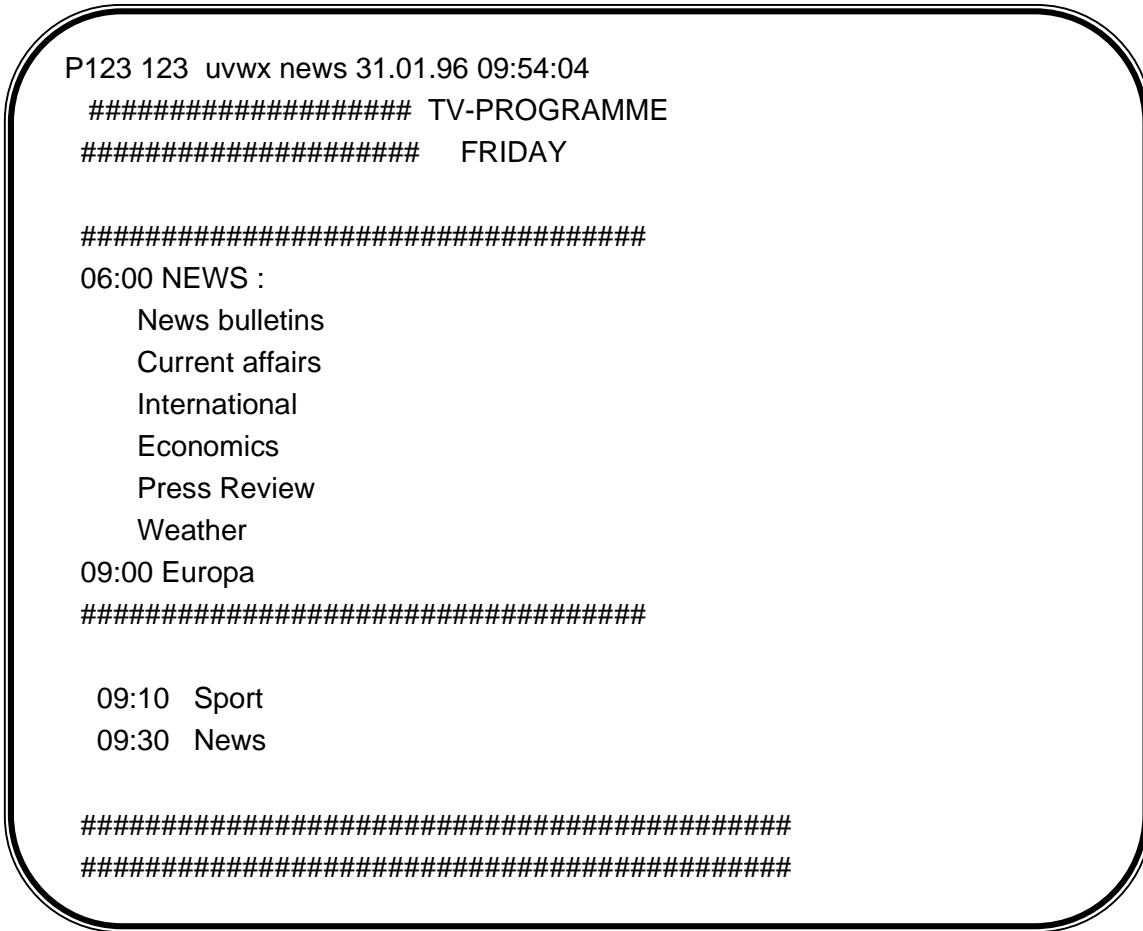 P123 123  uvwx news 31.01.96 09:54:04
#################### TV-PROGRAMME
##################### FRIDAY
###################################
06:00 NEWS :
News bulletins
Current affairs
International
Economics
Press Review
Weather
09:00 Europa
###################################
09:10 Sport
09:30 News
############################################
############################################